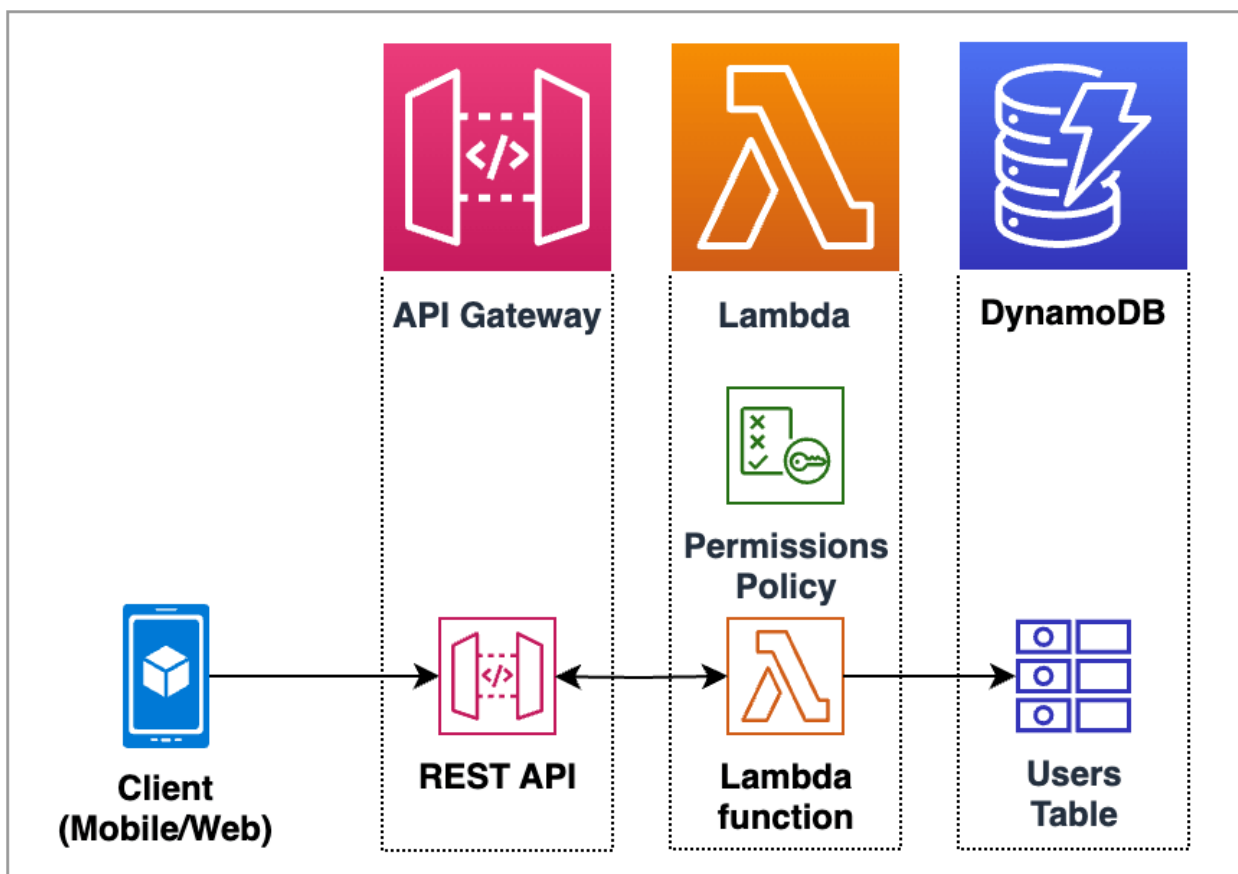 API Gateway
Lambda
DynamoDB
Permissions
Policy
Client
(Mobile/Web)
REST API
Lambda
function
Users
Table